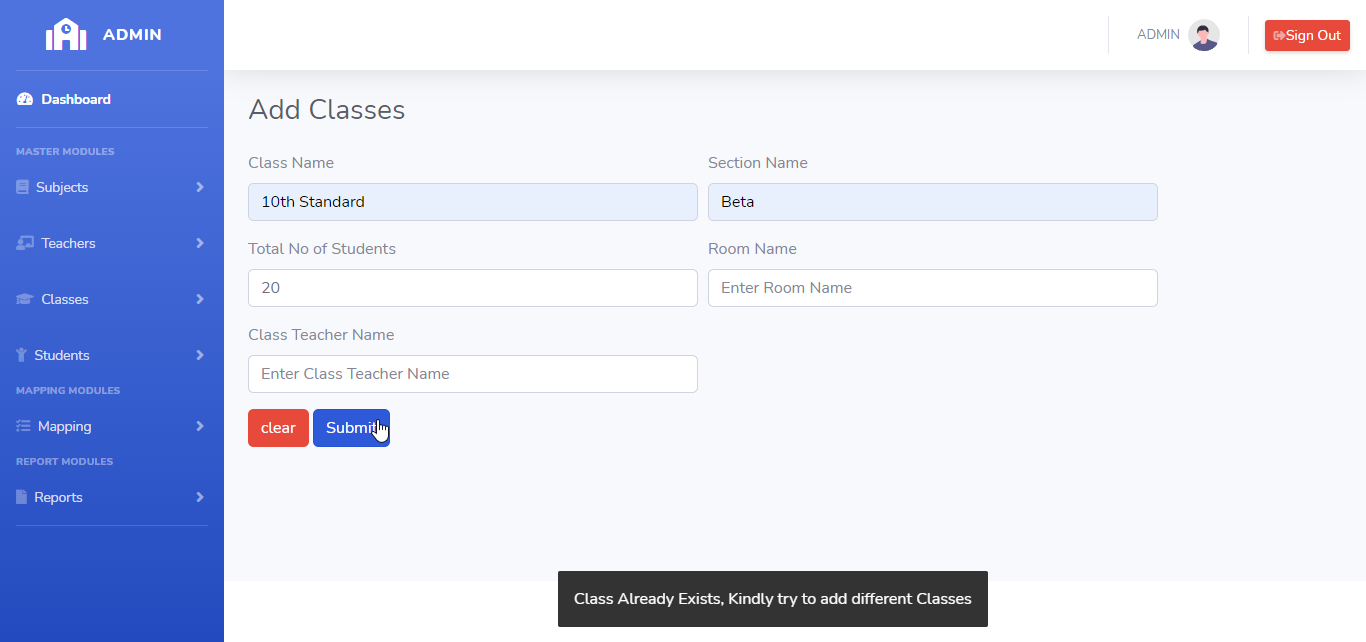 ADMIN
Dashboard
MASTER MODULES
Subjects
Teachers
Classes
Students
MAPPING MODULES
Mapping
REPORT MODULES
Reports
ADMIN
Sign Out
Add Classes
Class Name
Section Name
10th Standard
Beta
Total No of Students
Room Name
20
Enter Room Name
Class Teacher Name
Enter Class Teacher Name
clear
Submit
Class Already Exists, Kindly try to add different Classes